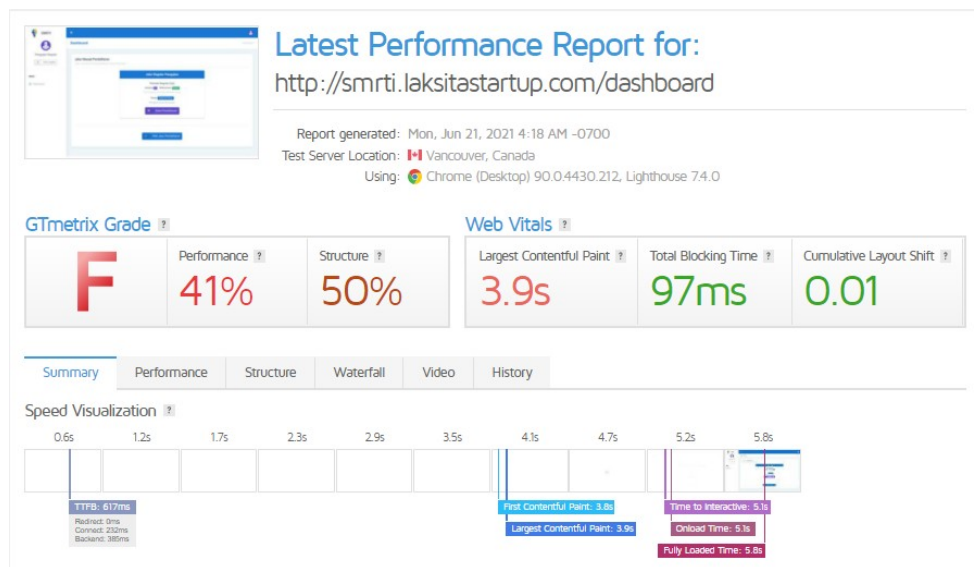 Latest Performance Report for:
http://smrti.laksitastartup.com/dashboard
Report generated: Mon, Jun 21, 2021 4:18 AM -0700
Test Server Location: Vancouver, Canada
Using: Chrome (Desktop) 90.0.4430.212, Lighthouse 7.4.0
GTmetrix Grade ?
F
Performance ?
41%
Structure ?
50%
Web Vitals ?
Largest Contentful Paint ?
3.9s
Total Blocking Time ?
97ms
Cumulative Layout Shift ?
0.01
Summary Performance Structure Waterfall Video History
Speed Visualization ?
0.6s 1.2s 1.7s 2.3s 2.9s 3.5s 4.1s 4.7s 5.2s 5.8s
TTFB: 617ms
Redirect: 0ms
Connect: 232ms
Backend: 385ms
First Contentful Paint: 3.8s
Largest Contentful Paint: 3.9s
Time to Interactive: 5.1s
Onload Time: 5.1s
Fully Loaded Time: 5.8s